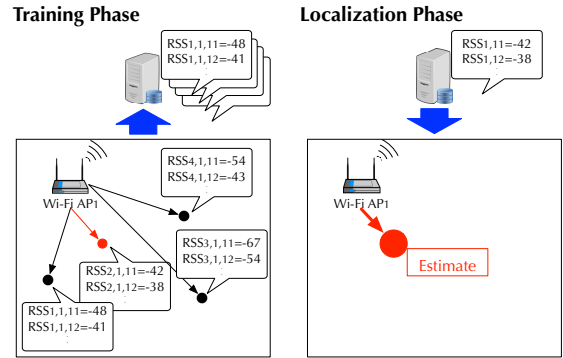 Training Phase
RSS1,1,11=-48
RSS1,1,12=-41
:
Wi-Fi AP1
RSS4,1,11=-54
RSS4,1,12=-43
:
RSS3,1,11=-67
RSS3,1,12=-54
:
RSS2,1,11=-42
RSS2,1,12=-38
:
RSS1,1,11=-48
RSS1,1,12=-41
:
Localization Phase
RSS1,1,11=-42
RSS1,1,12=-38
:
Wi-Fi AP1
Estimate